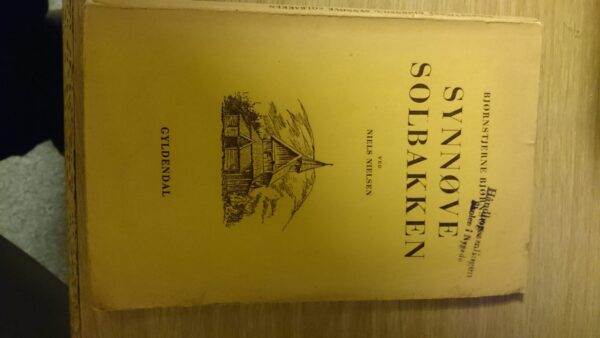 BJØRNSTJERNE BJØRNSON
SYNNØVE
SOLBAKKEN
VED
NIELS NIELSEN
GYLDENDAL